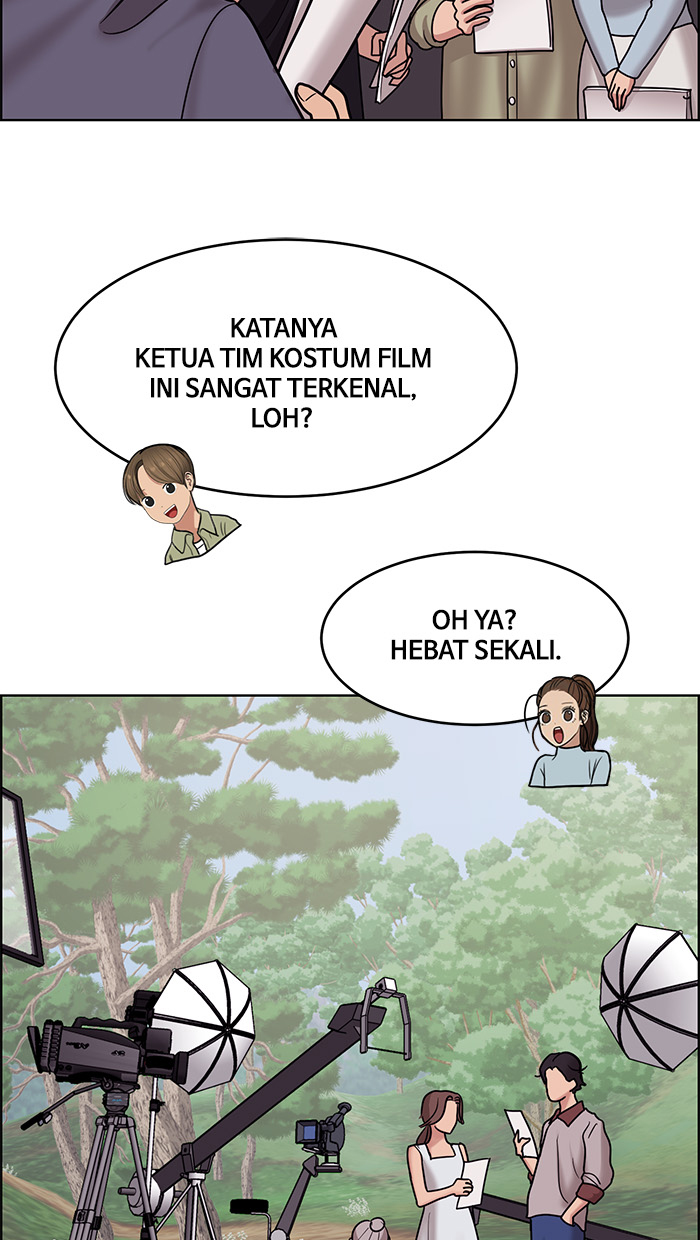 KATANYA
KETUA TIM KOSTUM FILM
INI SANGAT TERKENAL,
LOH?
OH YA?
HEBAT SEKALI.